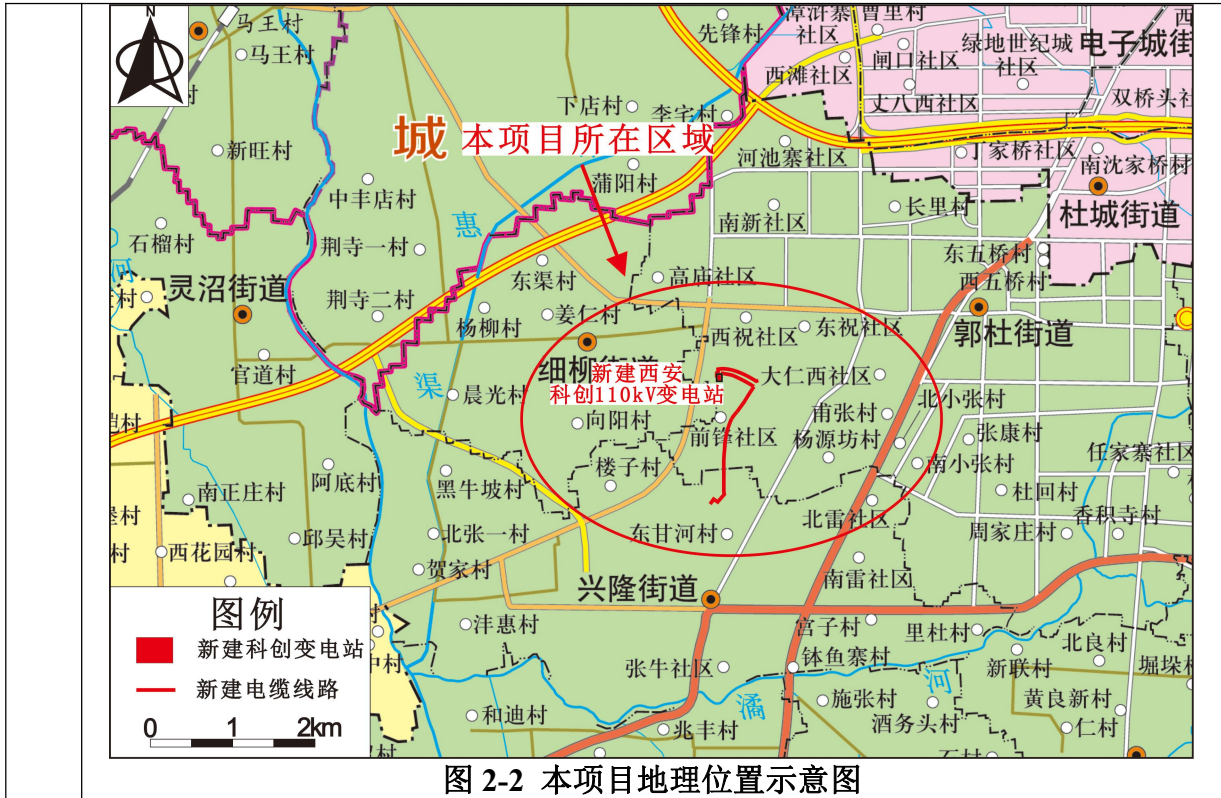 N
马王村
马王村
先锋村
漳浒寨
社区
曹里村
西
绿地世纪城
社区
电子城街
西滩社区
闸口社区
丈八西社区
双桥头社
下店村
李宅村
城
本项目所在区域
新旺村
河池寨社区
丁家桥社区
南沈家桥村
蒲阳村
中丰店村
杜城街道
惠
南新社区
长里村
石榴村
荆寺一村
东五桥村
河
东渠村
高庙社区
西五桥村
村
灵沼街道
荆寺二村
杨柳村
姜仁村
西祝社区
东祝社区
郭杜街道
细柳街道
新建西安
科创110kV变电站
官道村
渠
大仁西社区
晨光村
向阳村
前锋社区
甫张村
北小张村
杨源坊村
张康村
任家寨社区
楼子村
南小张村
阿底村
黑牛坡村
南正庄村
杜回村
北雷社区
香积寺村
堡村
邱吴村
北张一村
东甘河村
周家庄村
村
西花园村
贺家村
南雷社区
兴隆街道
图例
新建科创变电站
新建电缆线路
0 1 2km
沣惠村
宫子村
里杜村
北良村
张牛社区
钵鱼寨村
新联村
堀垛村
河
潏
施张村
黄良新村
和迪村
酒务头村
仁村
兆丰村
图 2-2 本项目地理位置示意图